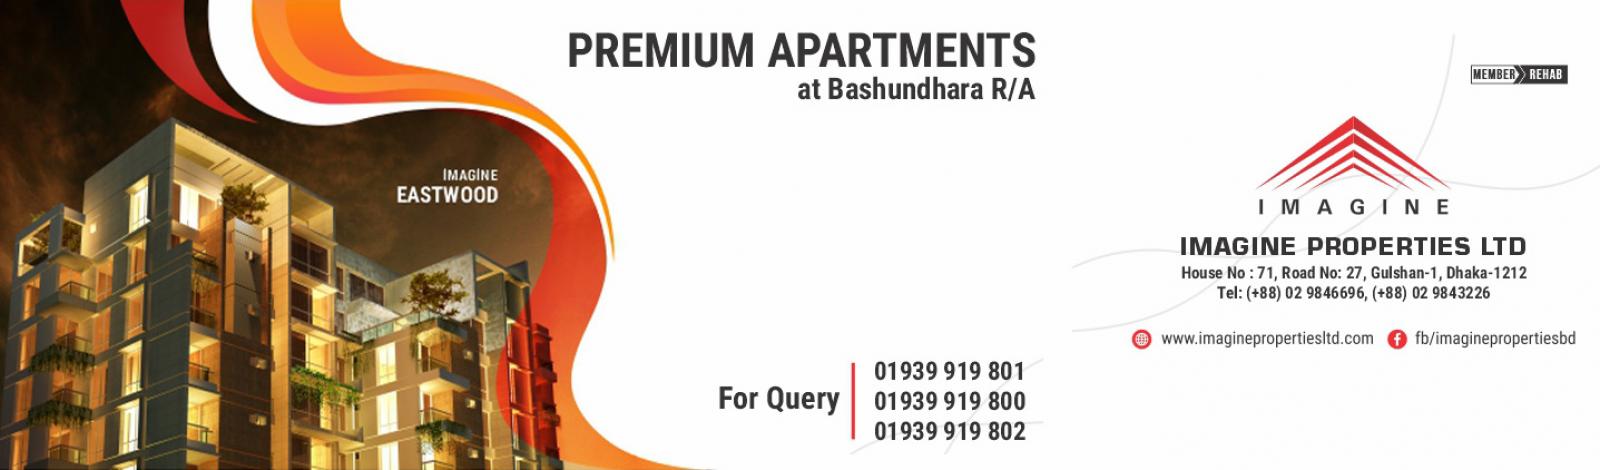 PREMIUM APARTMENTS
at Bashundhara R/A
IMAGINE
EASTWOOD
For Query
01939 919 801
01939 919 800
01939 919 802
MEMBER REHAB
IMAGINE
IMAGINE PROPERTIES LTD
House No : 71, Road No: 27, Gulshan-1, Dhaka-1212
Tel: (+88) 02 9846696, (+88) 02 9843226
www.imaginepropertiesltd.com fb/imaginepropertiesbd